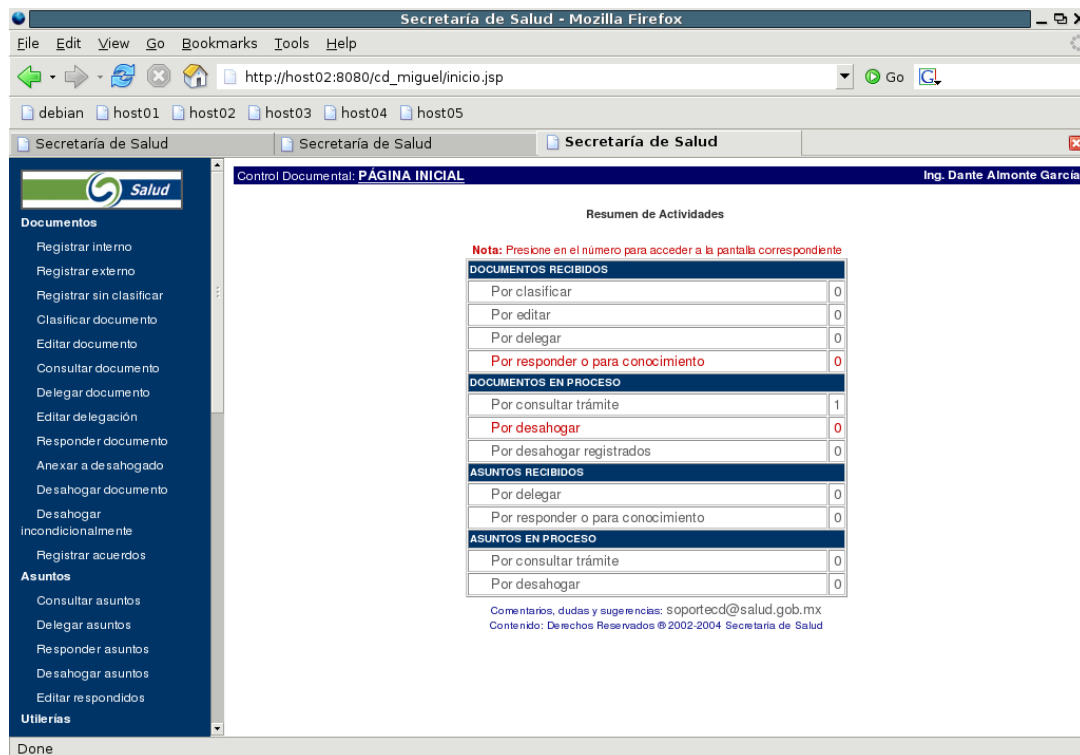 Secretaría de Salud - Mozilla Firefox
File Edit View Go Bookmarks Tools Help
http://host02:8080/cd_miguel/inicio.jsp Go G
debian host01 host02 host03 host04 host05
Secretaría de Salud Secretaría de Salud Secretaría de Salud
Salud
Documentos
Registrar interno
Registrar externo
Registrar sin clasificar
Clasificar documento
Editar documento
Consultar documento
Delegar documento
Editar delegación
Responder documento
Anexar a desahogado
Desahogar documento
Desahogar
incondicionalmente
Registrar acuerdos
Asuntos
Consultar asuntos
Delegar asuntos
Responder asuntos
Desahogar asuntos
Editar respondidos
Utilerías
Control Documental: PÁGINA INICIAL Ing. Dante Almonte García
Resumen de Actividades
Nota: Presione en el número para acceder a la pantalla correspondiente
DOCUMENTOS RECIBIDOS
Por clasificar 0
Por editar 0
Por delegar 0
Por responder o para conocimiento 0
DOCUMENTOS EN PROCESO
Por consultar trámite 1
Por desahogar 0
Por desahogar registrados 0
ASUNTOS RECIBIDOS
Por delegar 0
Por responder o para conocimiento 0
ASUNTOS EN PROCESO
Por consultar trámite 0
Por desahogar 0
Comentarios, dudas y sugerencias: soportecd@salud.gob.mx
Contenido: Derechos Reservados ® 2002-2004 Secretaria de Salud
Done